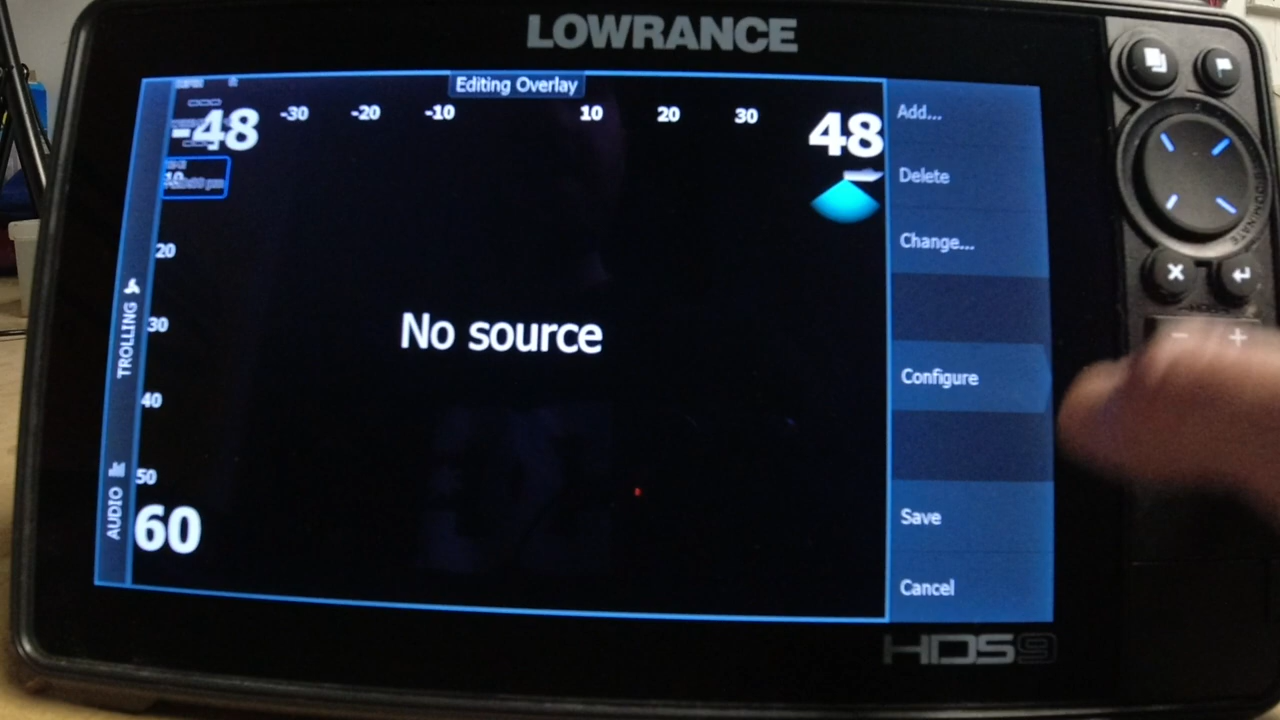 LOWRANCE
Editing Overlay
-48
-30
-20
-10
10
20
30
48
20
30
40
50
60
No source
TROLLING
AUDIO
Add...
Delete
Change...
Configure
Save
Cancel
HDS9